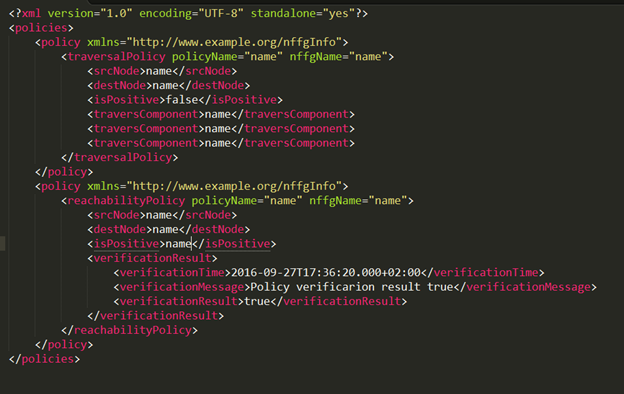 <?xml version="1.0" encoding="UTF-8" standalone="yes"?>
<policies>
    <policy xmlns="http://www.example.org/nffgInfo">
        <traversalPolicy policyName="name" nffgName="name">
            <srcNode>name</srcNode>
            <destNode>name</destNode>
            <isPositive>false</isPositive>
            <traversComponent>name</traversComponent>
            <traversComponent>name</traversComponent>
            <traversComponent>name</traversComponent>
        </traversalPolicy>
    </policy>
    <policy xmlns="http://www.example.org/nffgInfo">
        <reachabilityPolicy policyName="name" nffgName="name">
            <srcNode>name</srcNode>
            <destNode>name</destNode>
            <isPositive>name</isPositive>
            <verificationResult>
                <verificationTime>2016-09-27T17:36:20.000+02:00</verificationTime>
                <verificationMessage>Policy verificarion result true</verificationMessage>
                <verificationResult>true</verificationResult>
            </verificationResult>
        </reachabilityPolicy>
    </policy>
</policies>